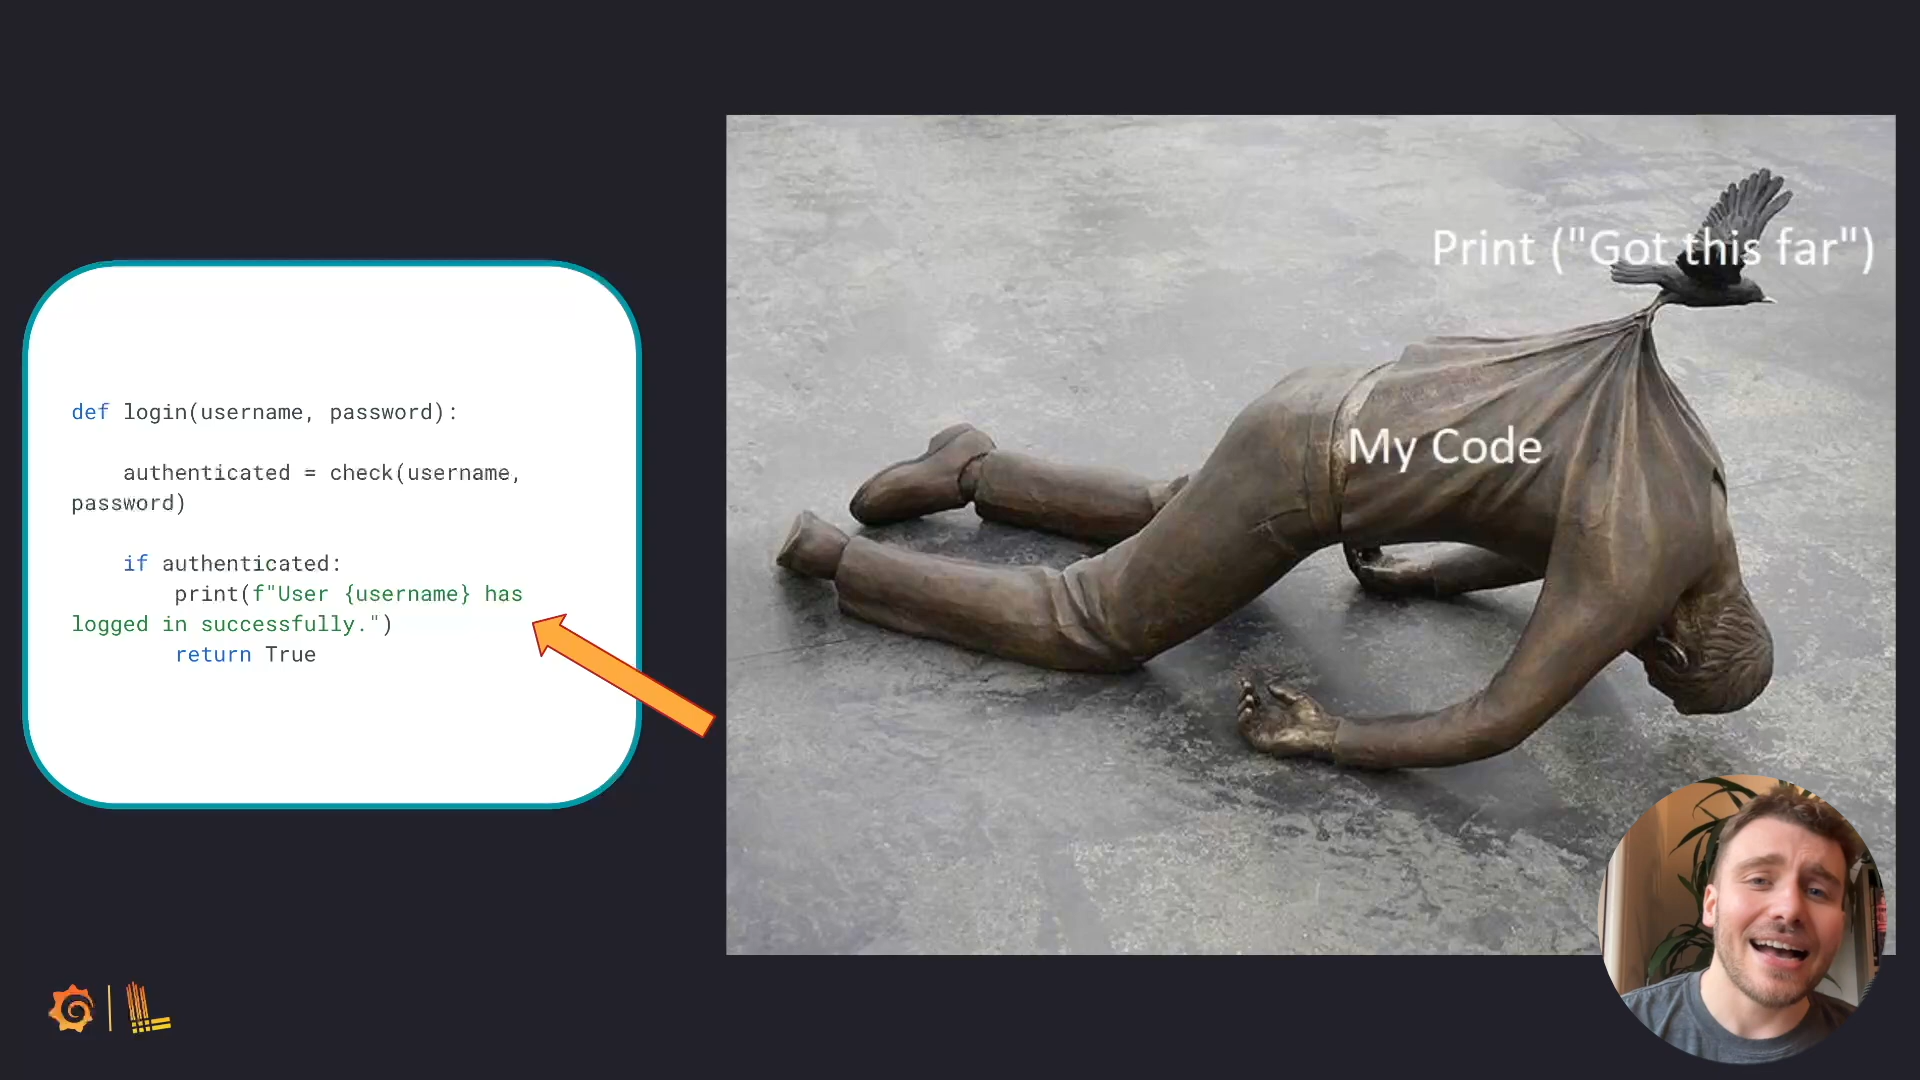 def login(username, password):
authenticated = check(username,
password)
if authenticated:
print(f"User {username} has
logged in successfully.")
return True
Print ("Got this far")
My Code